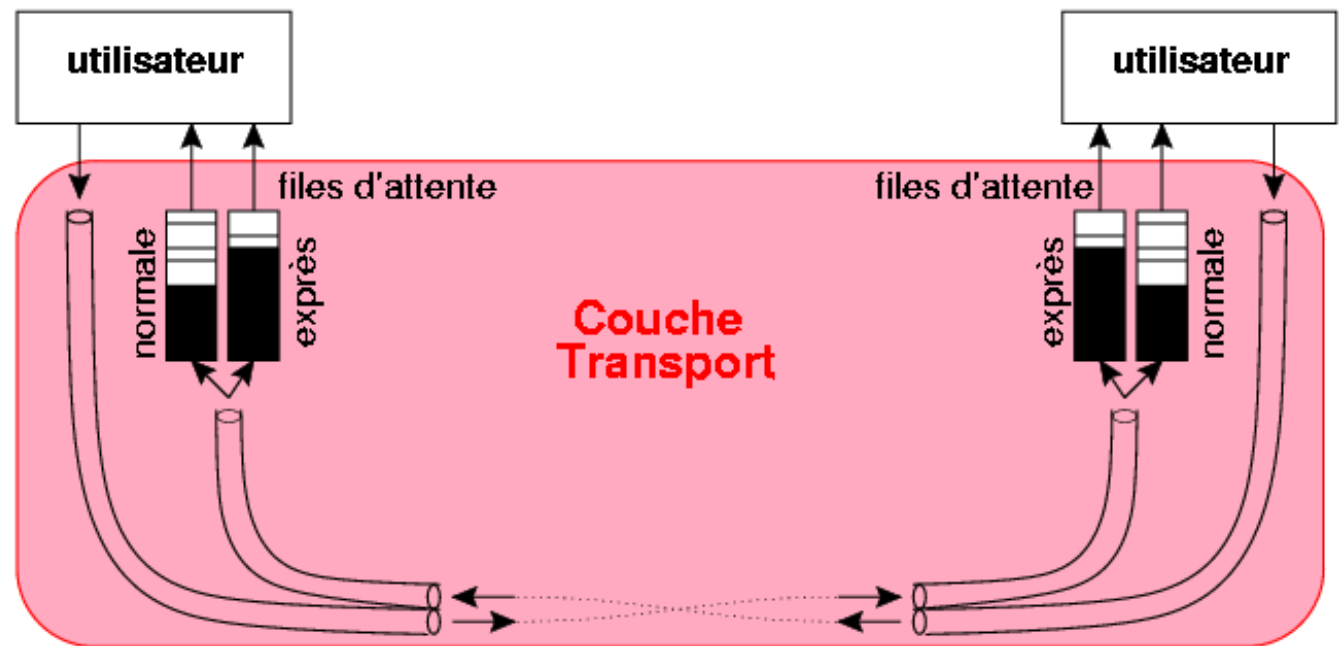 utilisateur
utilisateur
files d'attente
files d'attente
normale
exprès
exprès
normale
Couche
Transport